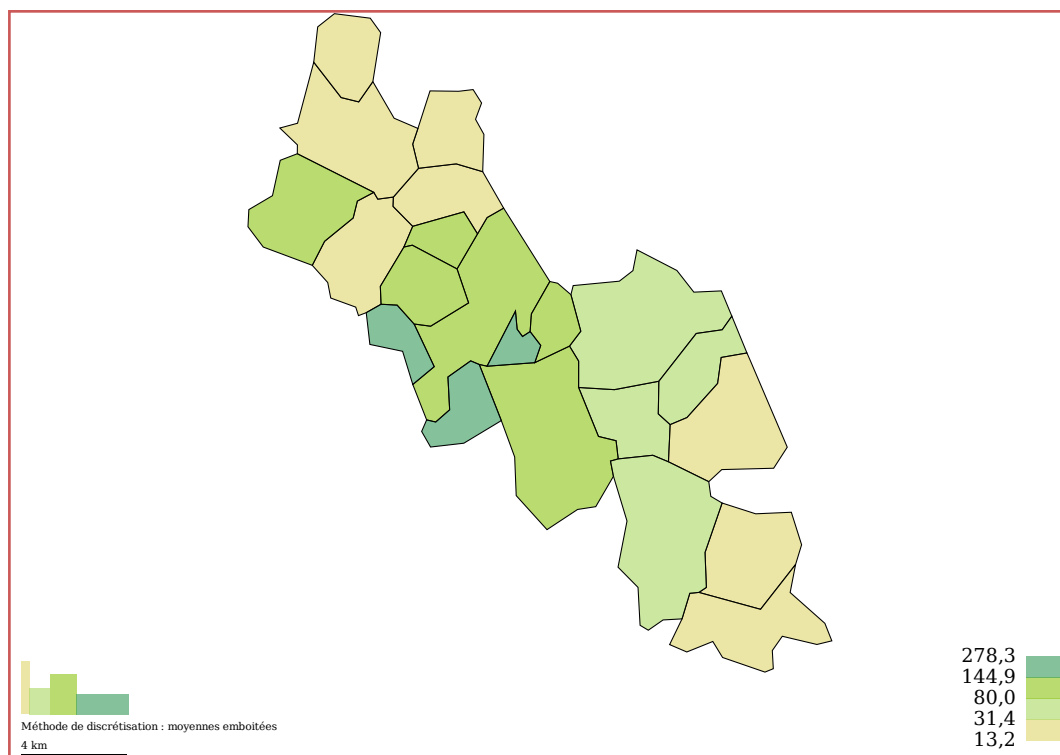 278,3
144,9
80,0
31,4
13,2
Méthode de discrétisation : moyennes emboitées
4 km